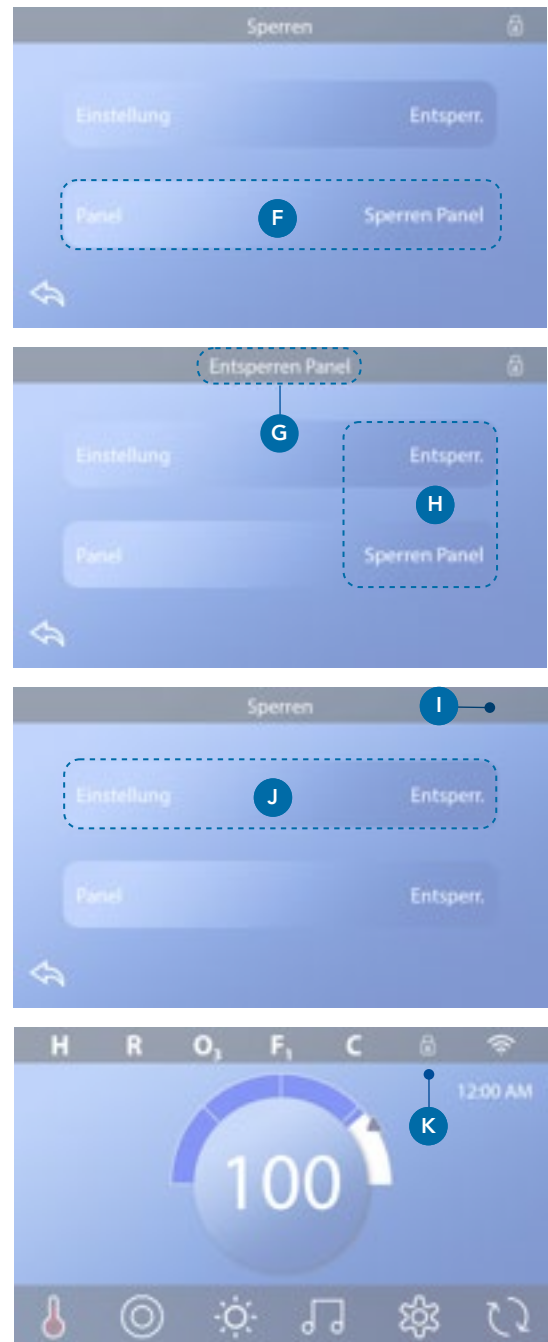 Sperren
Einstellung Entsperr.
Panel F Sperren Panel
Entsperren Panel
G
Einstellung Entsperr.
H
Panel Sperren Panel
Sperren I
Einstellung J Entsperr.
Panel Entsperr.
H R O₃ F₁ C
12:00 AM
K
100